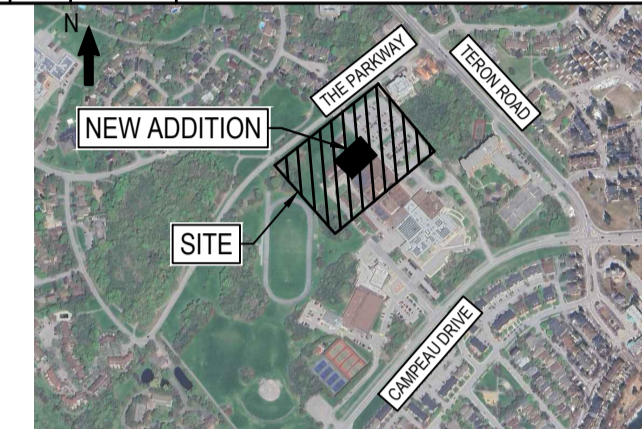 N
THE PARKWAY
TERON ROAD
NEW ADDITION
SITE
CAMPEAU DRIVE